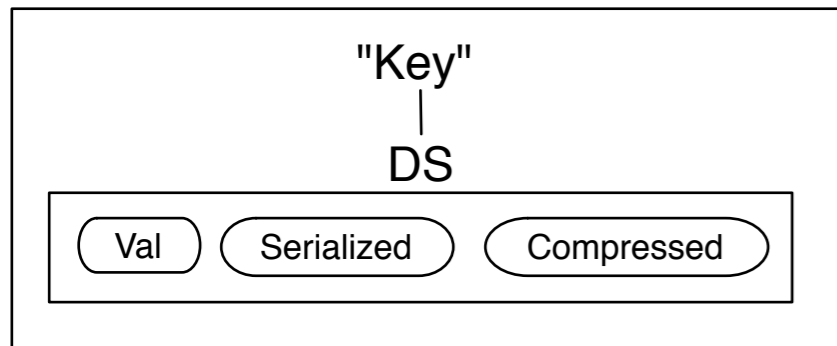 "Key"
DS
Val Serialized Compressed